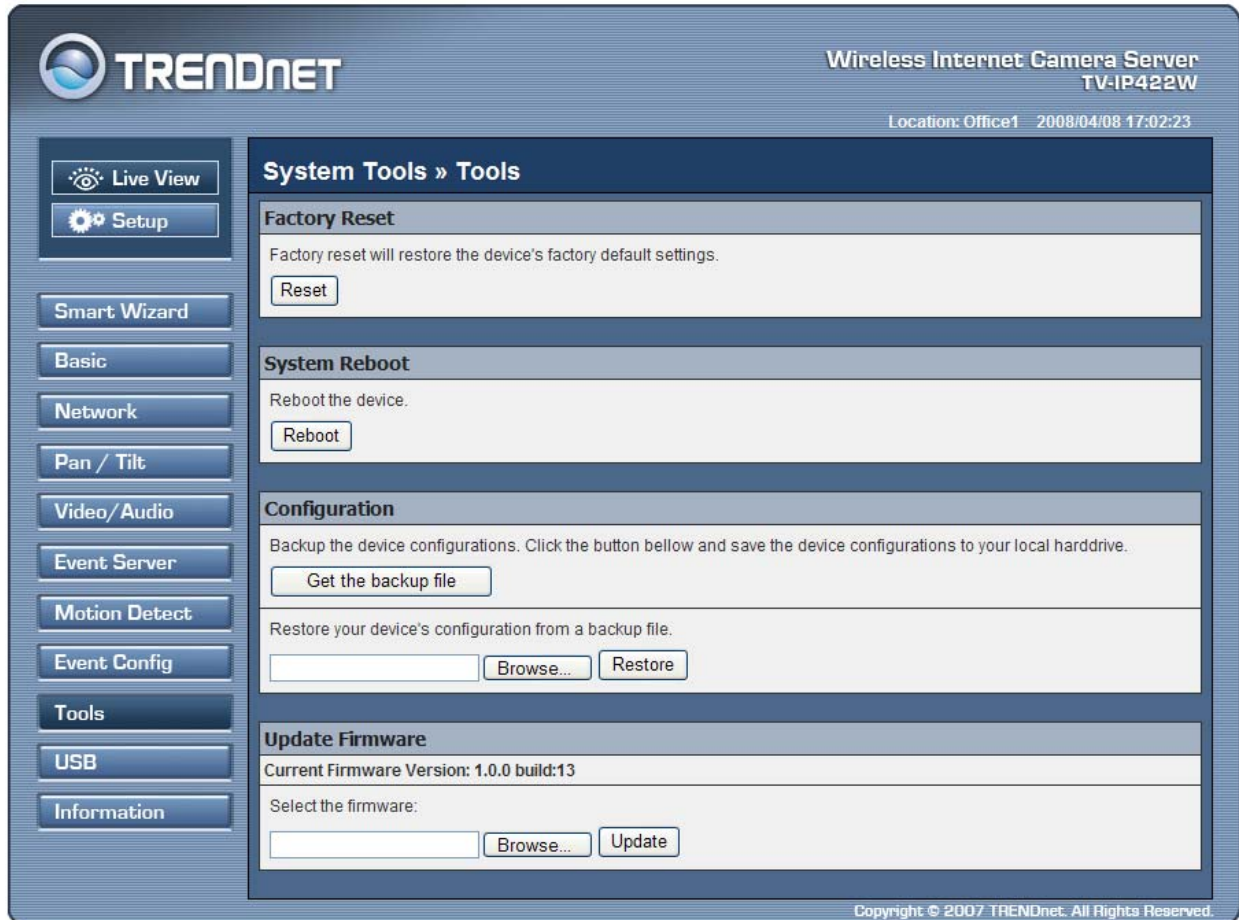 TRENDNET
Wireless Internet Camera Server
TV-IP422W
Location: Office1 2008/04/08 17:02:23
Live View
Setup
Smart Wizard
Basic
Network
Pan / Tilt
Video/Audio
Event Server
Motion Detect
Event Config
Tools
USB
Information
System Tools » Tools
Factory Reset
Factory reset will restore the device's factory default settings.
Reset
System Reboot
Reboot the device.
Reboot
Configuration
Backup the device configurations. Click the button bellow and save the device configurations to your local harddrive.
Get the backup file
Restore your device's configuration from a backup file.
Browse... Restore
Update Firmware
Current Firmware Version: 1.0.0 build:13
Select the firmware:
Browse... Update
Copyright © 2007 TRENDnet. All Rights Reserved.